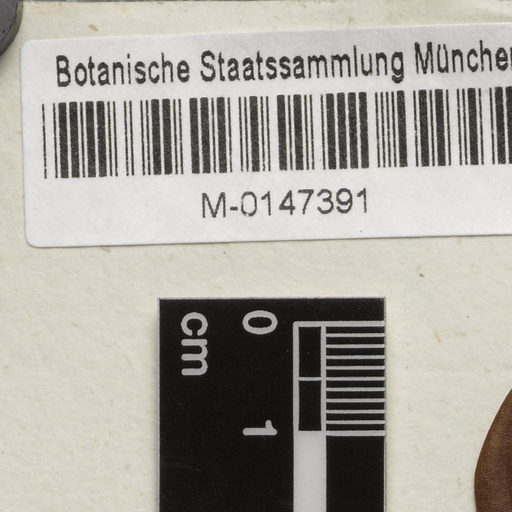 Botanische Staatssammlung München
M-0147391
cm
0
1